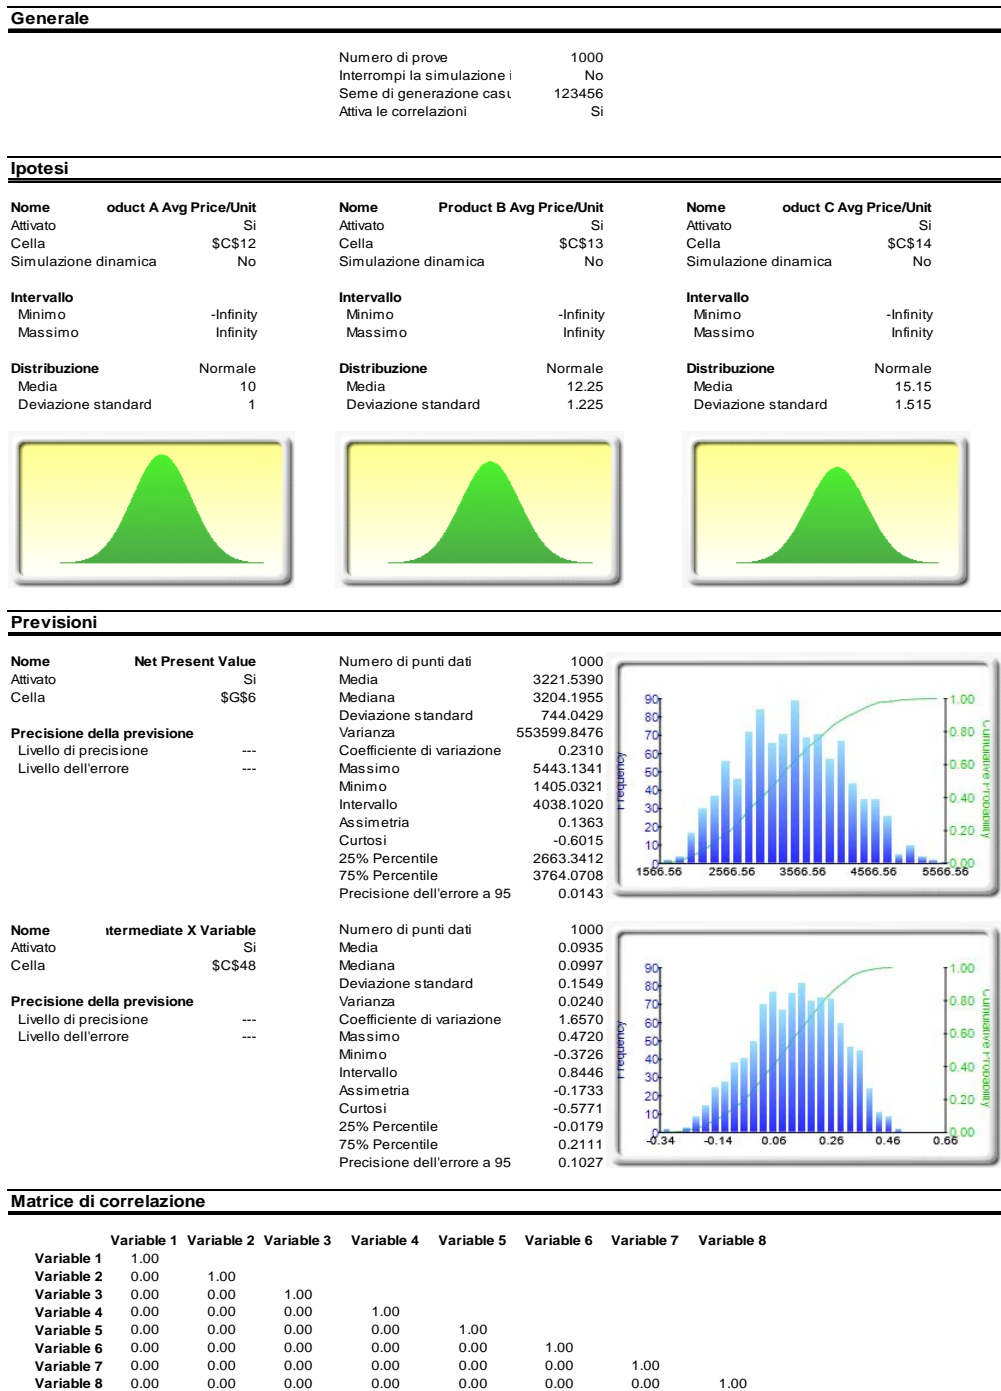 Generale
Numero di prove 1000
Interrompi la simulazione i No
Seme di generazione casu 123456
Attiva le correlazioni Si
Ipotesi
Nome oduct A Avg Price/Unit Nome Product B Avg Price/Unit Nome oduct C Avg Price/Unit
Attivato Si Attivato Si Attivato Si
Cella $C$12 Cella $C$13 Cella $C$14
Simulazione dinamica No Simulazione dinamica No Simulazione dinamica No
Intervallo Intervallo Intervallo
Minimo -Infinity Minimo -Infinity Minimo -Infinity
Massimo Infinity Massimo Infinity Massimo Infinity
Distribuzione Normale Distribuzione Normale Distribuzione Normale
Media 10 Media 12.25 Media 15.15
Deviazione standard 1 Deviazione standard 1.225 Deviazione standard 1.515
Previsioni
Nome Net Present Value
Attivato Si
Cella $G$6
Precisione della previsione
Livello di precisione ---
Livello dell'errore ---
Numero di punti dati 1000
Media 3221.5390
Mediana 3204.1955
Deviazione standard 744.0429
Varianza 553599.8476
Coefficiente di variazione 0.2310
Massimo 5443.1341
Minimo 1405.0321
Intervallo 4038.1020
Assimetria 0.1363
Curtosi -0.6015
25% Percentile 2663.3412
75% Percentile 3764.0708
Precisione dell'errore a 95 0.0143
Frequency
90
80
70
60
50
40
30
20
10
0
1566.56 2566.56 3566.56 4566.56 5566.56
1.00
0.80
0.60
0.40
0.20
0.00
Cumulative Probability
Nome ntermediate X Variable
Attivato Si
Cella $C$48
Precisione della previsione
Livello di precisione ---
Livello dell'errore ---
Numero di punti dati 1000
Media 0.0935
Mediana 0.0997
Deviazione standard 0.1549
Varianza 0.0240
Coefficiente di variazione 1.6570
Massimo 0.4720
Minimo -0.3726
Intervallo 0.8446
Assimetria -0.1733
Curtosi -0.5771
25% Percentile -0.0179
75% Percentile 0.2111
Precisione dell'errore a 95 0.1027
Frequency
90
80
70
60
50
40
30
20
10
0
-0.34 -0.14 0.06 0.26 0.46 0.66
1.00
0.80
0.60
0.40
0.20
0.00
Cumulative Probability
Matrice di correlazione
Variable 1 Variable 2 Variable 3 Variable 4 Variable 5 Variable 6 Variable 7 Variable 8
Variable 1 1.00
Variable 2 0.00 1.00
Variable 3 0.00 0.00 1.00
Variable 4 0.00 0.00 0.00 1.00
Variable 5 0.00 0.00 0.00 0.00 1.00
Variable 6 0.00 0.00 0.00 0.00 0.00 1.00
Variable 7 0.00 0.00 0.00 0.00 0.00 0.00 1.00
Variable 8 0.00 0.00 0.00 0.00 0.00 0.00 0.00 1.00